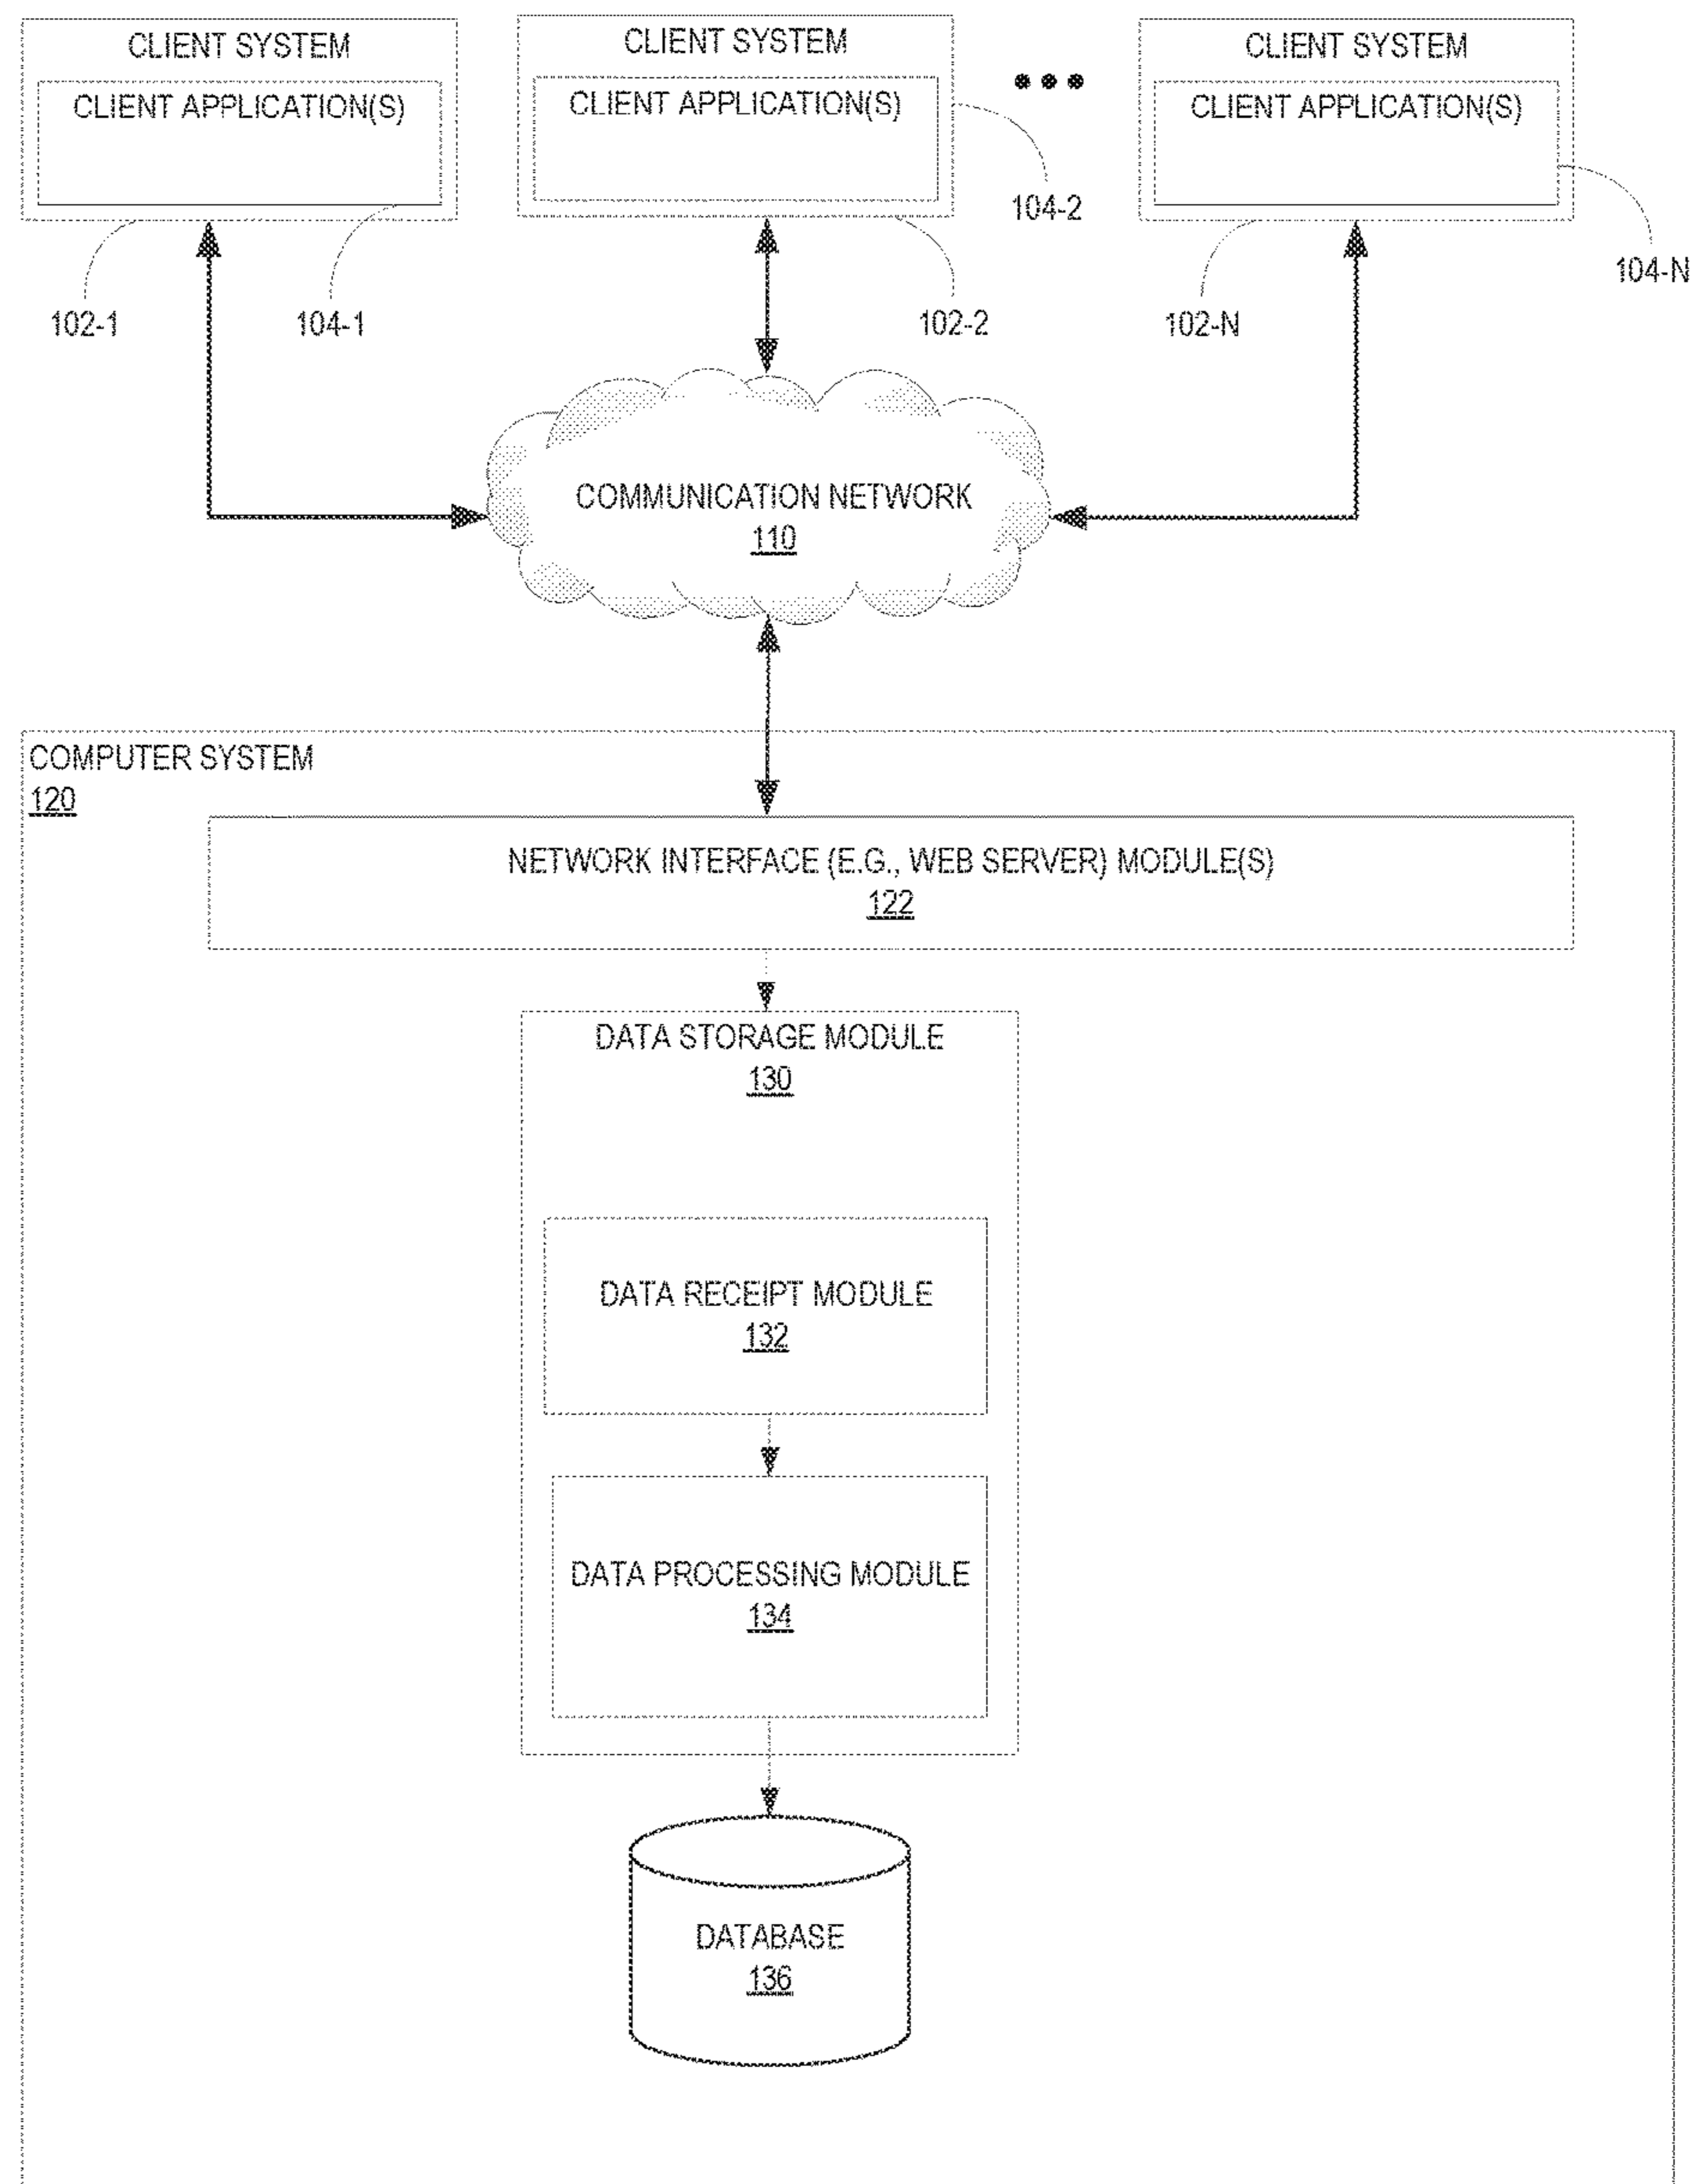 CLIENT SYSTEM
CLIENT APPLICATION(S)
CLIENT SYSTEM
CLIENT APPLICATION(S)
CLIENT SYSTEM
CLIENT APPLICATION(S)
104-2
104-N
102-1
104-1
102-2
102-N
COMMUNICATION NETWORK
110
COMPUTER SYSTEM
120
NETWORK INTERFACE (E.G., WEB SERVER) MODULE(S)
122
DATA STORAGE MODULE
130
DATA RECEIPT MODULE
132
DATA PROCESSING MODULE
134
DATABASE
136